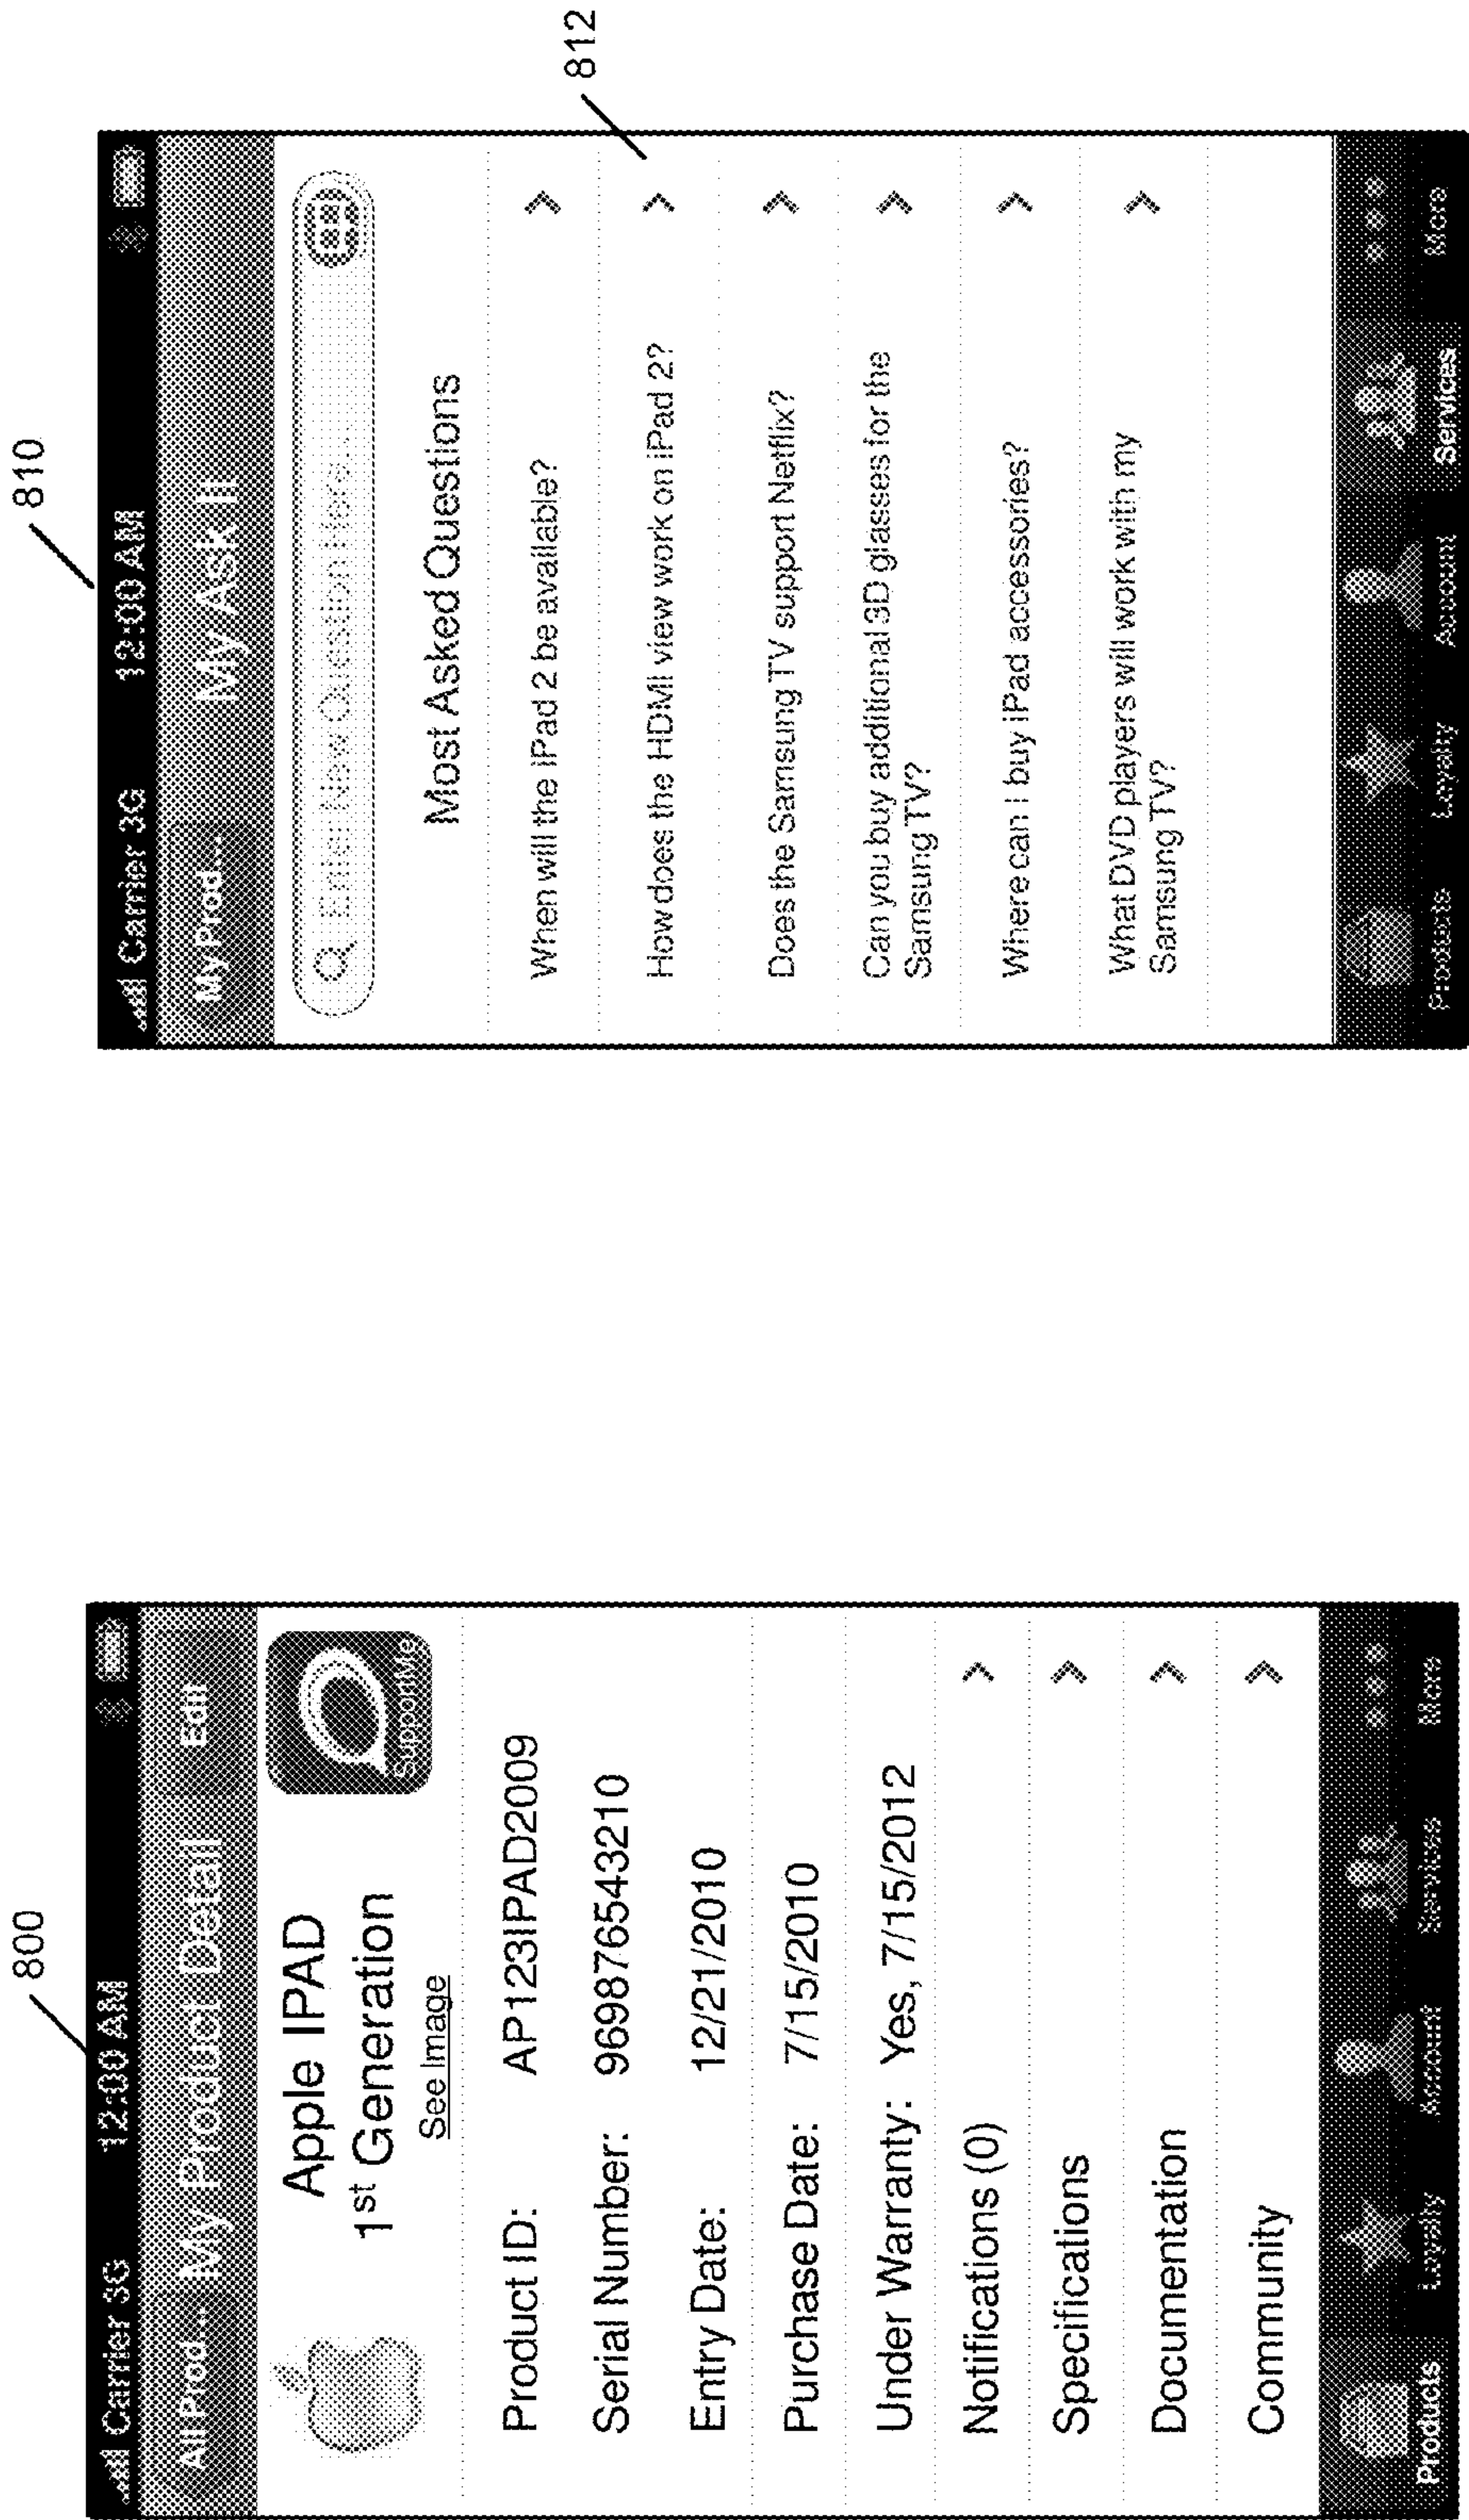 800
Carrier 3G 12:00 AM
All Prod... My Product Detail Edit
Apple IPAD
1st Generation
See Image
SupportMe
Product ID: AP123IPAD2009
Serial Number: 969876543210
Entry Date: 12/21/2010
Purchase Date: 7/15/2010
Under Warranty: Yes, 7/15/2012
Notifications (0)
Specifications
Documentation
Community
Products Loyalty Account Services More
810
Carrier 3G 12:00 AM
My Prod... My Ask It
Enter New Question Here...
Most Asked Questions
When will the iPad 2 be available?
How does the HDMI view work on iPad 2?
812
Does the Samsung TV support Netflix?
Can you buy additional 3D glasses for the
Samsung TV?
Where can I buy iPad accessories?
What DVD players will work with my
Samsung TV?
Products Loyalty Account Services More